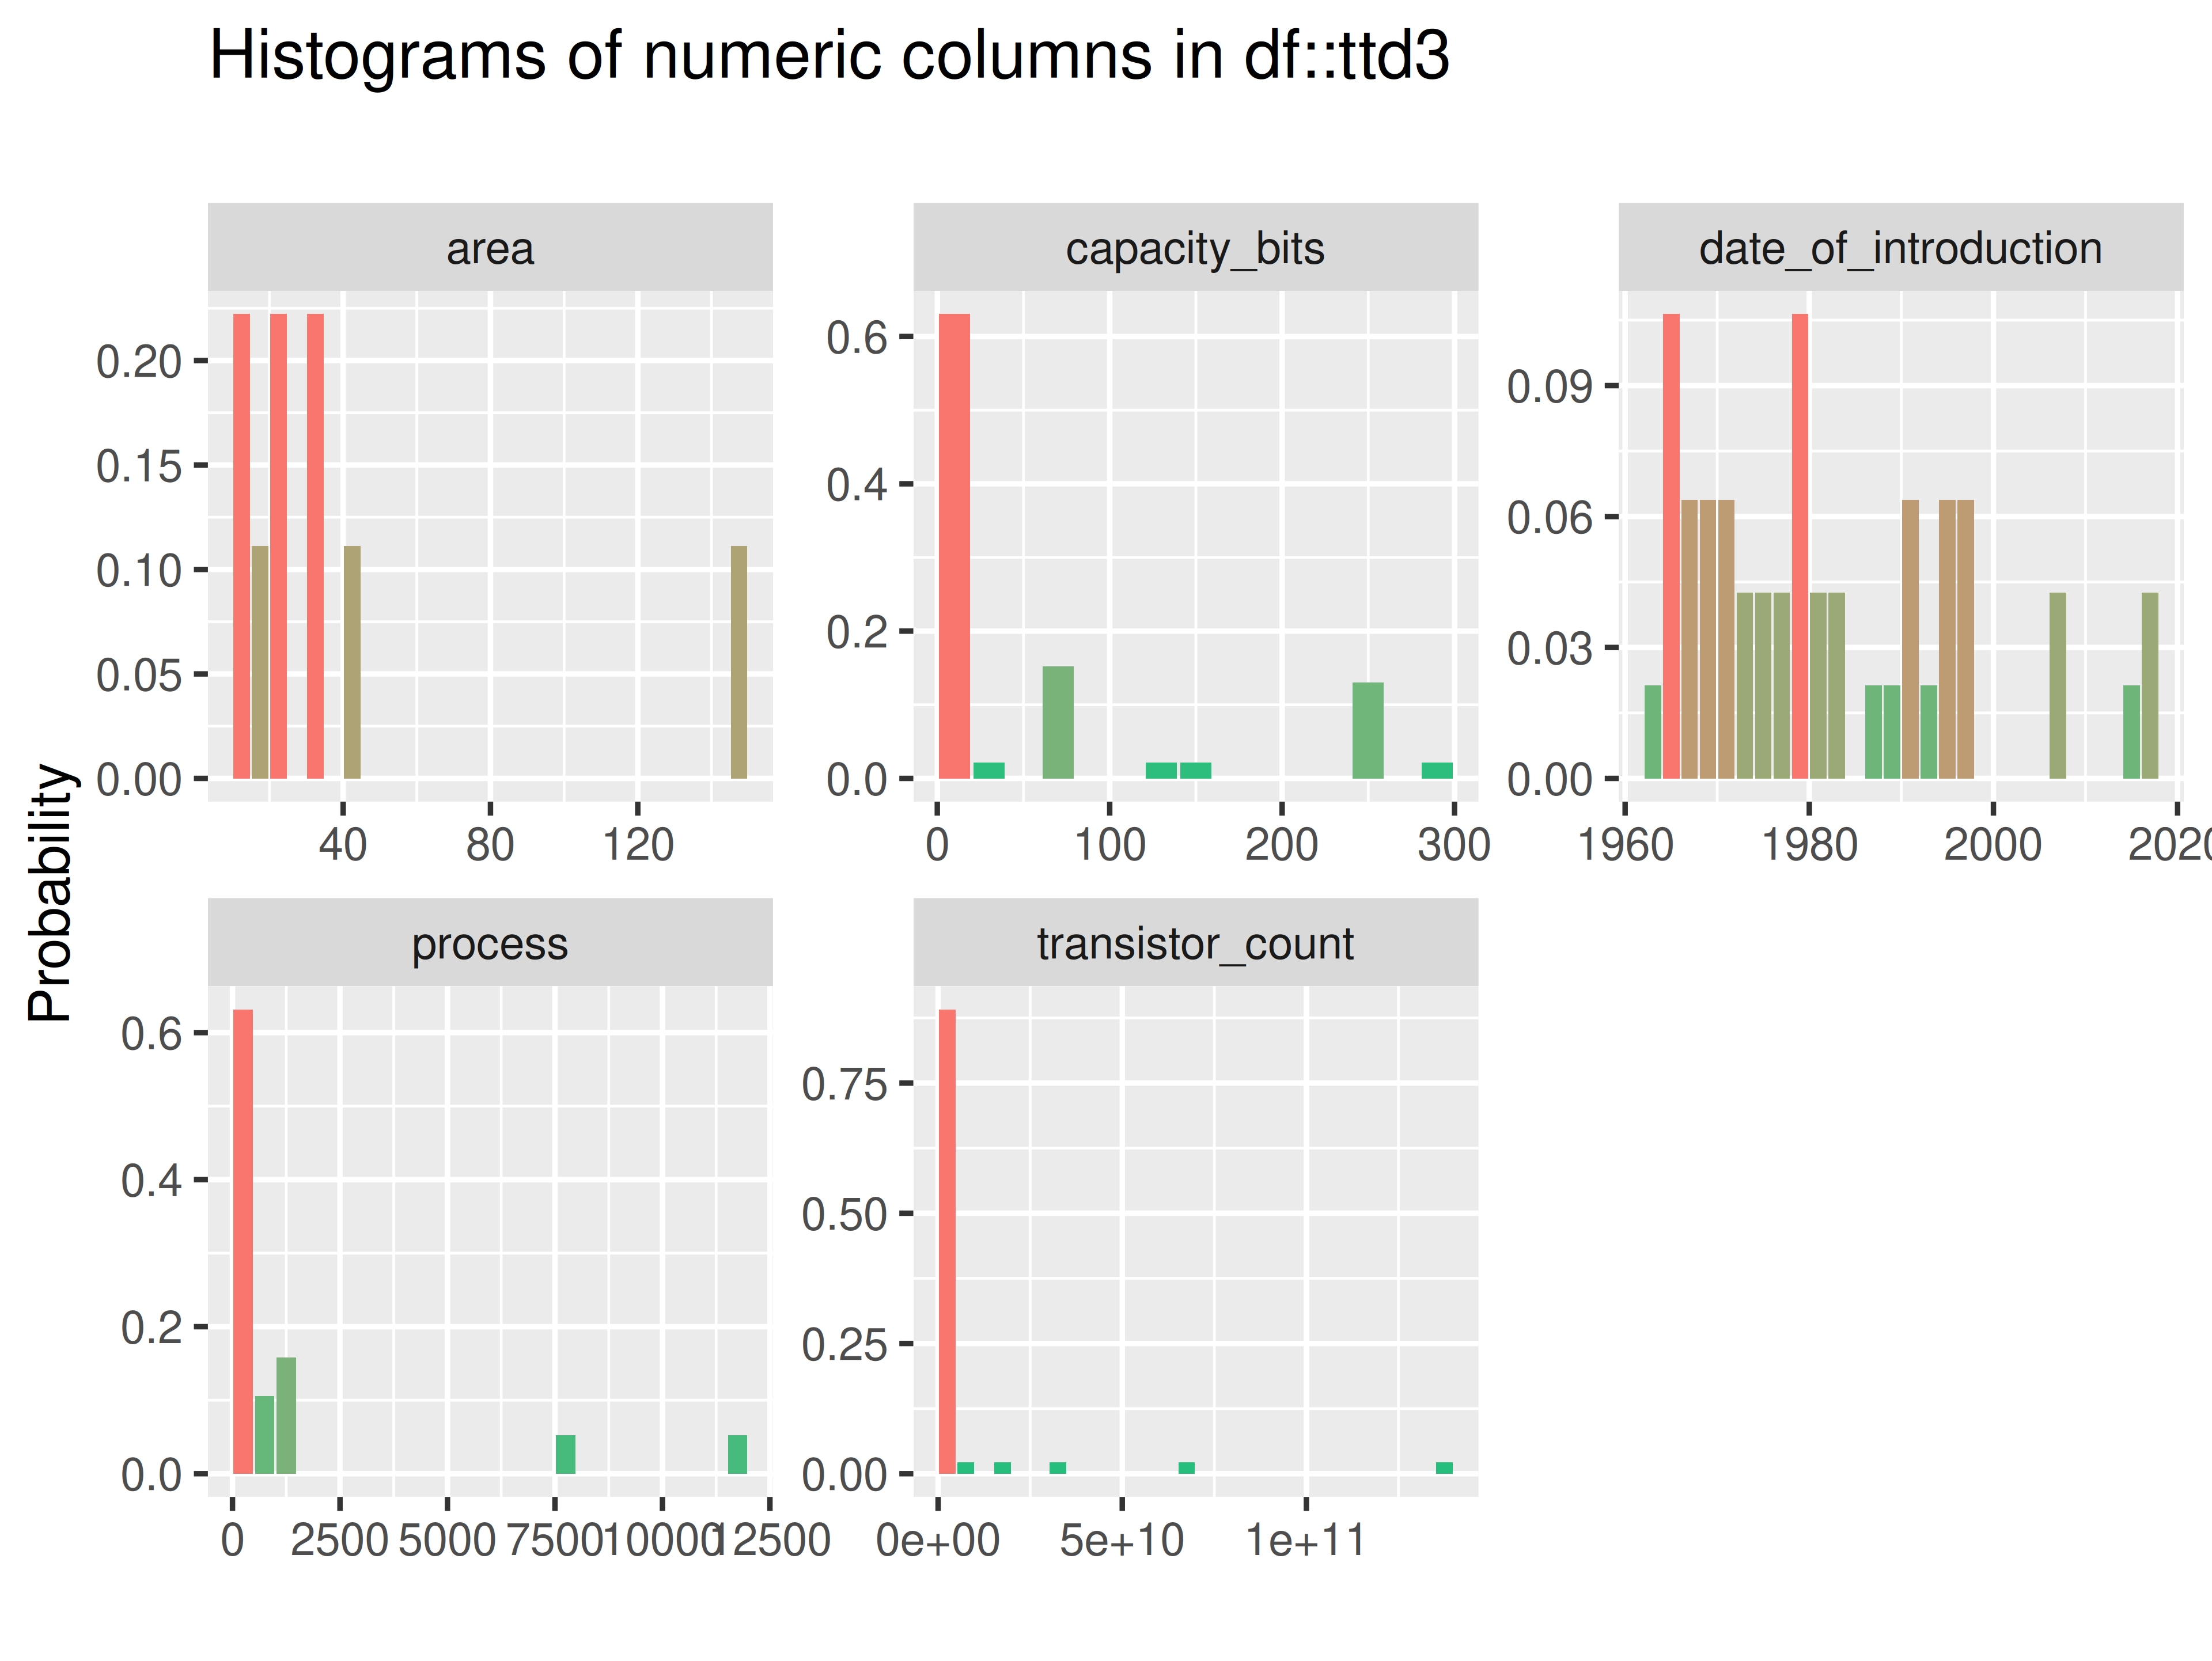 Histograms of numeric columns in df::ttd3
area
capacity_bits
date_of_introduction
0.20
0.15
0.10
0.05
0.00
0.6
0.4
0.2
0.0
0.09
0.06
0.03
0.00
40 80 120
0 100 200 300
1960 1980 2000 2020
Probability
process
transistor_count
0.6
0.4
0.2
0.0
0.75
0.50
0.25
0.00
0 2500 5000 7500 10000 12500
0e+00 5e+10 1e+11